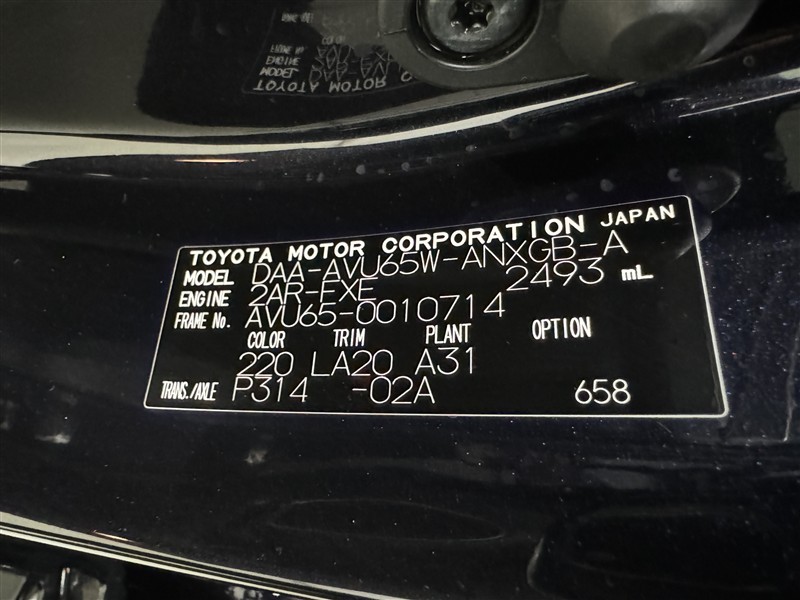 TOYOTA MOTOR CORPORATION JAPAN
MODEL DAA-AVU65W-ANXGB-A
ENGINE 2AR-FXE 2493 mL
FRAME No. AVU65-0010714
COLOR TRIM PLANT OPTION
220 LA20 A31
TRANS./AXLE P314 -02A 658